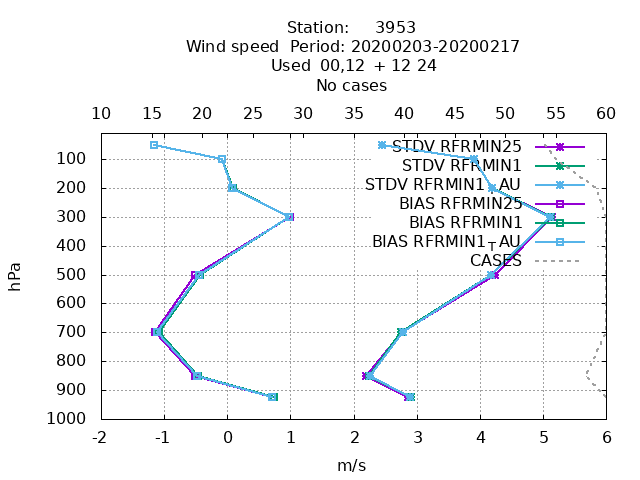 Station: 3953
Wind speed Period: 20200203-20200217
Used 00,12 + 12 24
No cases
10 15 20 25 30 35 40 45 50 55 60
STDV RFRMIN25
STDV RFRMIN1
STDV RFRMIN1_AU
BIAS RFRMIN25
BIAS RFRMIN1
BIAS RFRMIN1_AU
CASES
100
200
300
400
500
600
700
800
900
1000
hPa
-2 -1 0 1 2 3 4 5 6
m/s